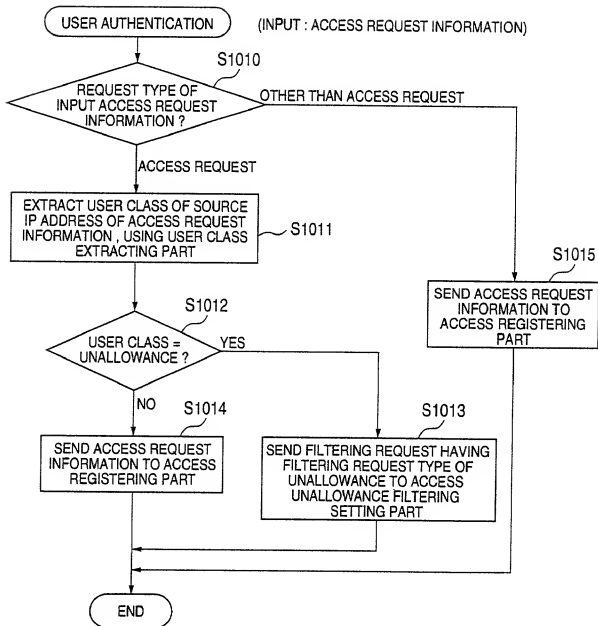 USER AUTHENTICATION
(INPUT : ACCESS REQUEST INFORMATION)
S1010
REQUEST TYPE OF
INPUT ACCESS REQUEST
INFORMATION ?
OTHER THAN ACCESS REQUEST
ACCESS REQUEST
EXTRACT USER CLASS OF SOURCE
IP ADDRESS OF ACCESS REQUEST
INFORMATION , USING USER CLASS
EXTRACTING PART
S1011
S1015
SEND ACCESS REQUEST
INFORMATION TO
ACCESS REGISTERING
PART
S1012
USER CLASS =
UNALLOWANCE ?
YES
NO
S1014
SEND ACCESS REQUEST
INFORMATION TO ACCESS
REGISTERING PART
S1013
SEND FILTERING REQUEST HAVING
FILTERING REQUEST TYPE OF
UNALLOWANCE TO ACCESS
UNALLOWANCE FILTERING
SETTING PART
END